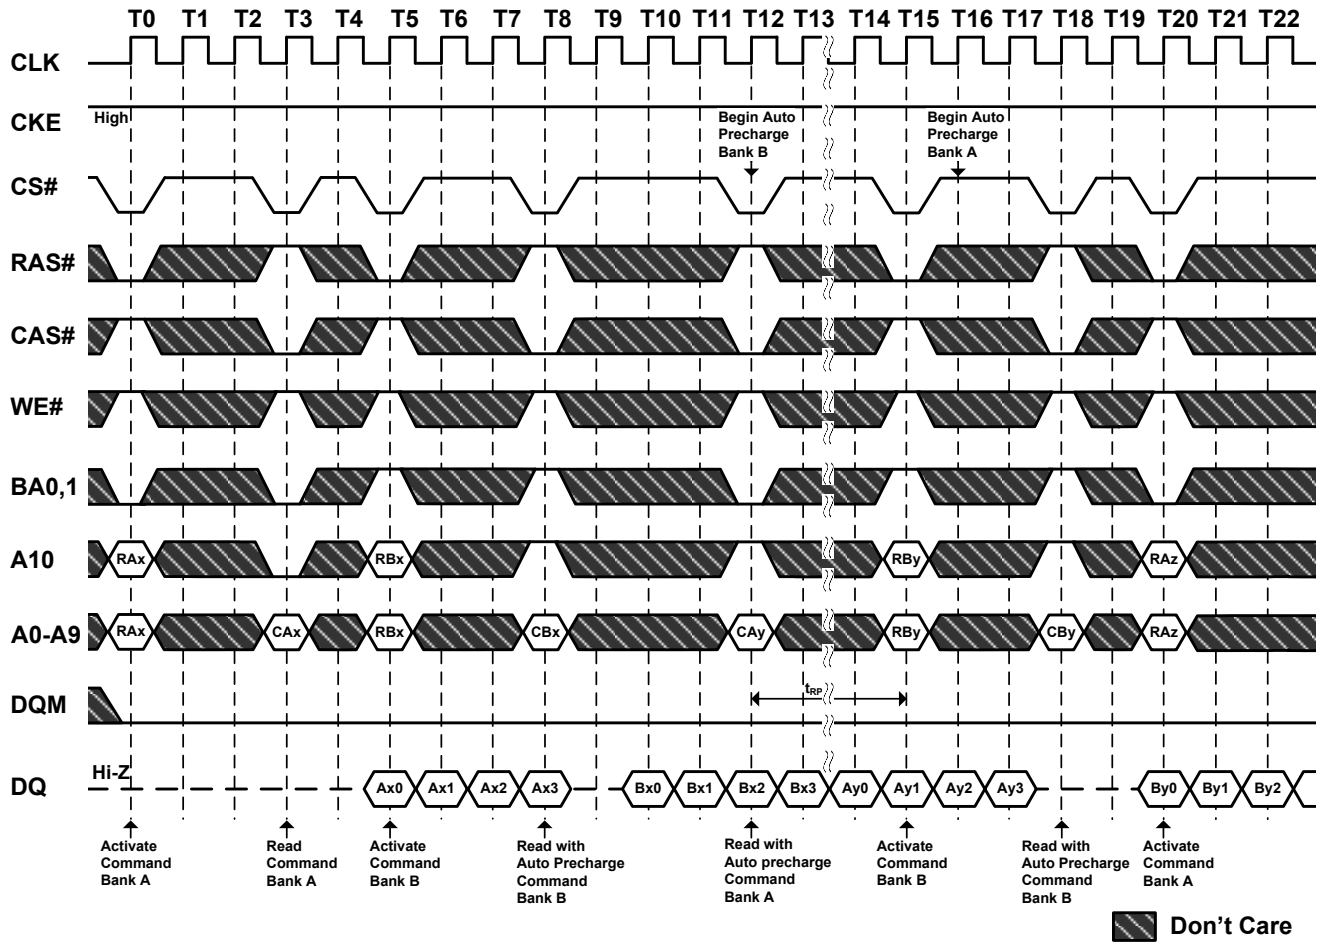 T0 T1 T2 T3 T4 T5 T6 T7 T8 T9 T10 T11 T12 T13 T14 T15 T16 T17 T18 T19 T20 T21 T22
CLK
CKE
High
Begin Auto
Precharge
Bank B
Begin Auto
Precharge
Bank A
CS#
RAS#
CAS#
WE#
BA0,1
A10
RAx RBx RBy RAz
A0-A9
RAx CAx RBx CBx CAy RBy CBy RAz
DQM
tRP
DQ
Hi-Z
Ax0 Ax1 Ax2 Ax3 Bx0 Bx1 Bx2 Bx3 Ay0 Ay1 Ay2 Ay3 By0 By1 By2
Activate
Command
Bank A
Read
Command
Bank A
Activate
Command
Bank B
Read with
Auto Precharge
Command
Bank B
Read with
Auto precharge
Command
Bank A
Activate
Command
Bank B
Read with
Auto Precharge
Command
Bank B
Activate
Command
Bank A
Don't Care